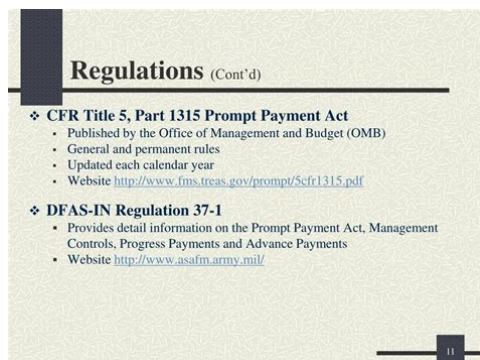 Regulations (Cont'd)
❖ CFR Title 5, Part 1315 Prompt Payment Act
▪ Published by the Office of Management and Budget (OMB)
▪ General and permanent rules
▪ Updated each calendar year
▪ Website http://www.fms.treas.gov/prompt/5cfr1315.pdf
❖ DFAS-IN Regulation 37-1
▪ Provides detail information on the Prompt Payment Act, Management
Controls, Progress Payments and Advance Payments
▪ Website http://www.asafm.army.mil/
11